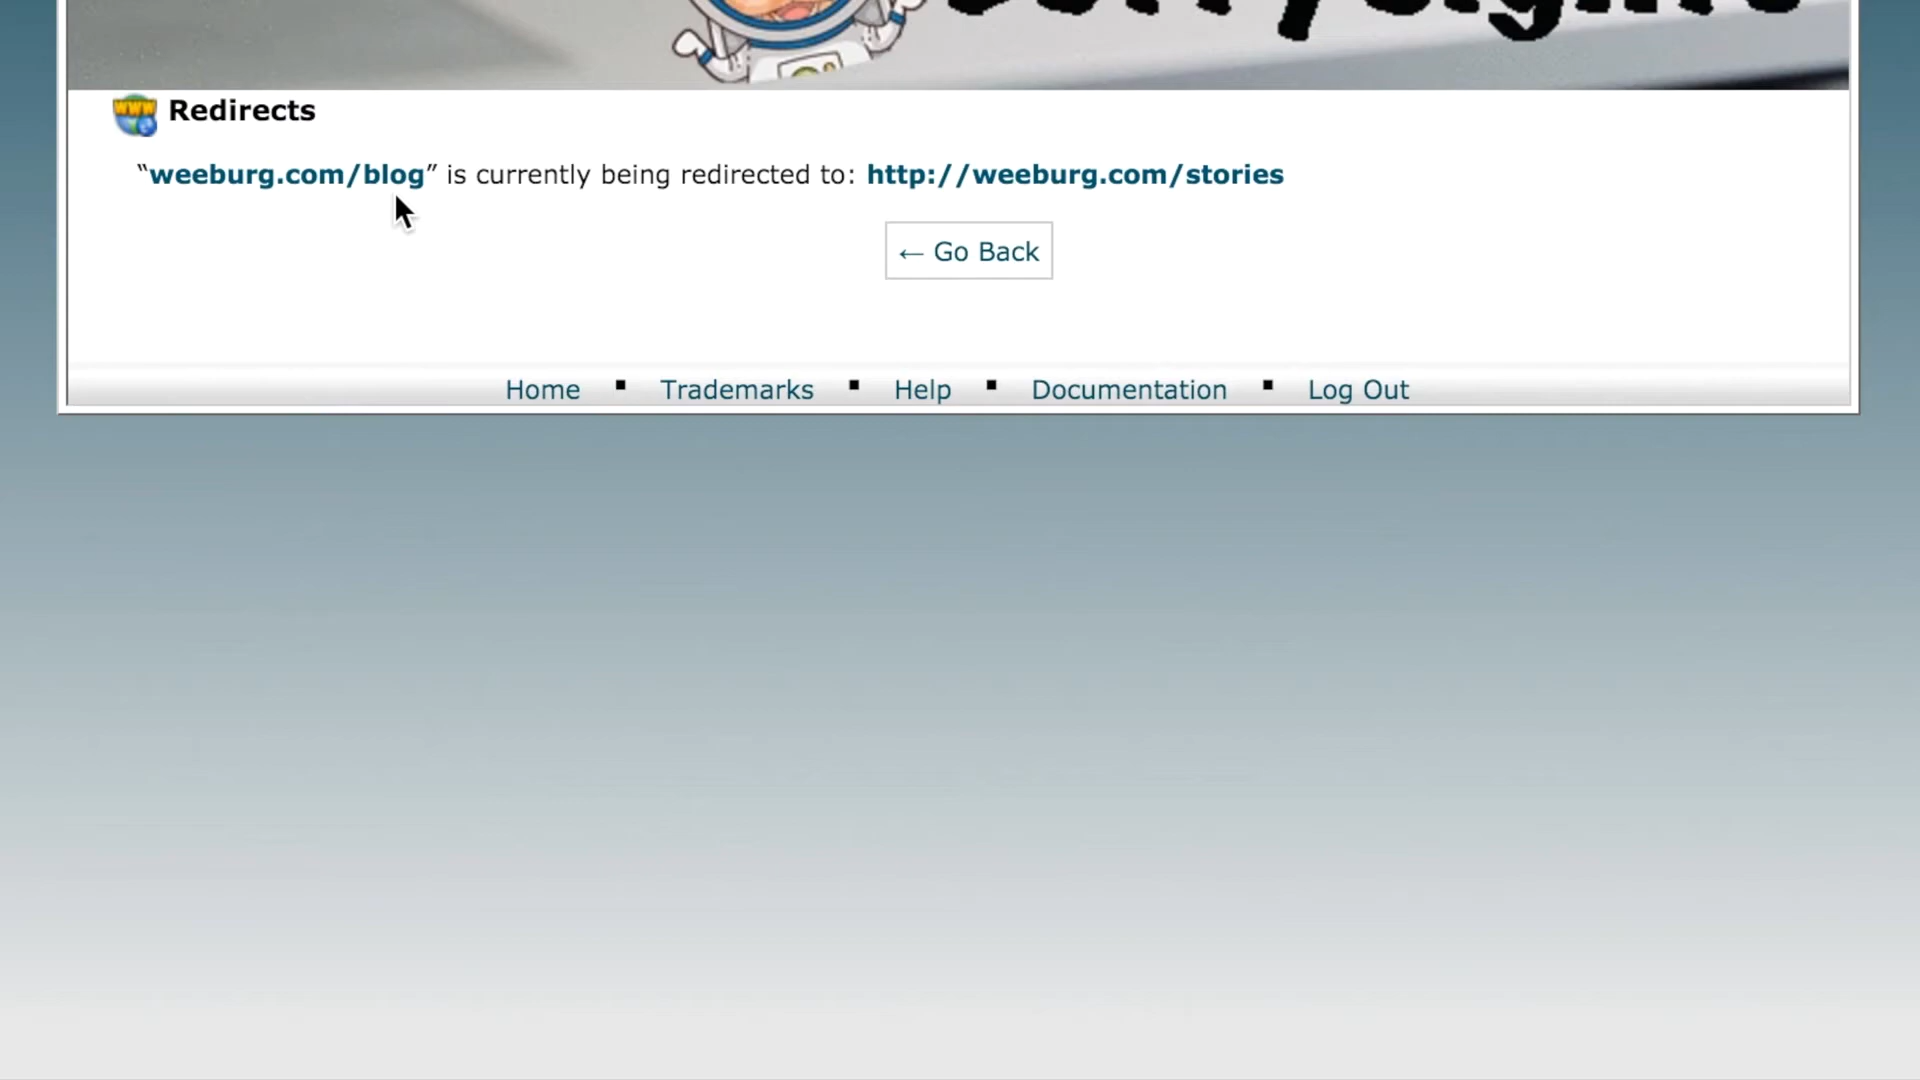 Redirects
“weeburg.com/blog” is currently being redirected to: http://weeburg.com/stories
← Go Back
Home ▪ Trademarks ▪ Help ▪ Documentation ▪ Log Out